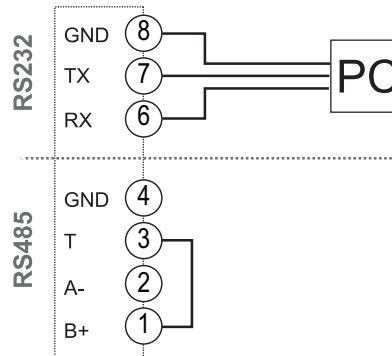 RS232
GND 8
TX 7
RX 6
PC
RS485
GND 4
T 3
A- 2
B+ 1